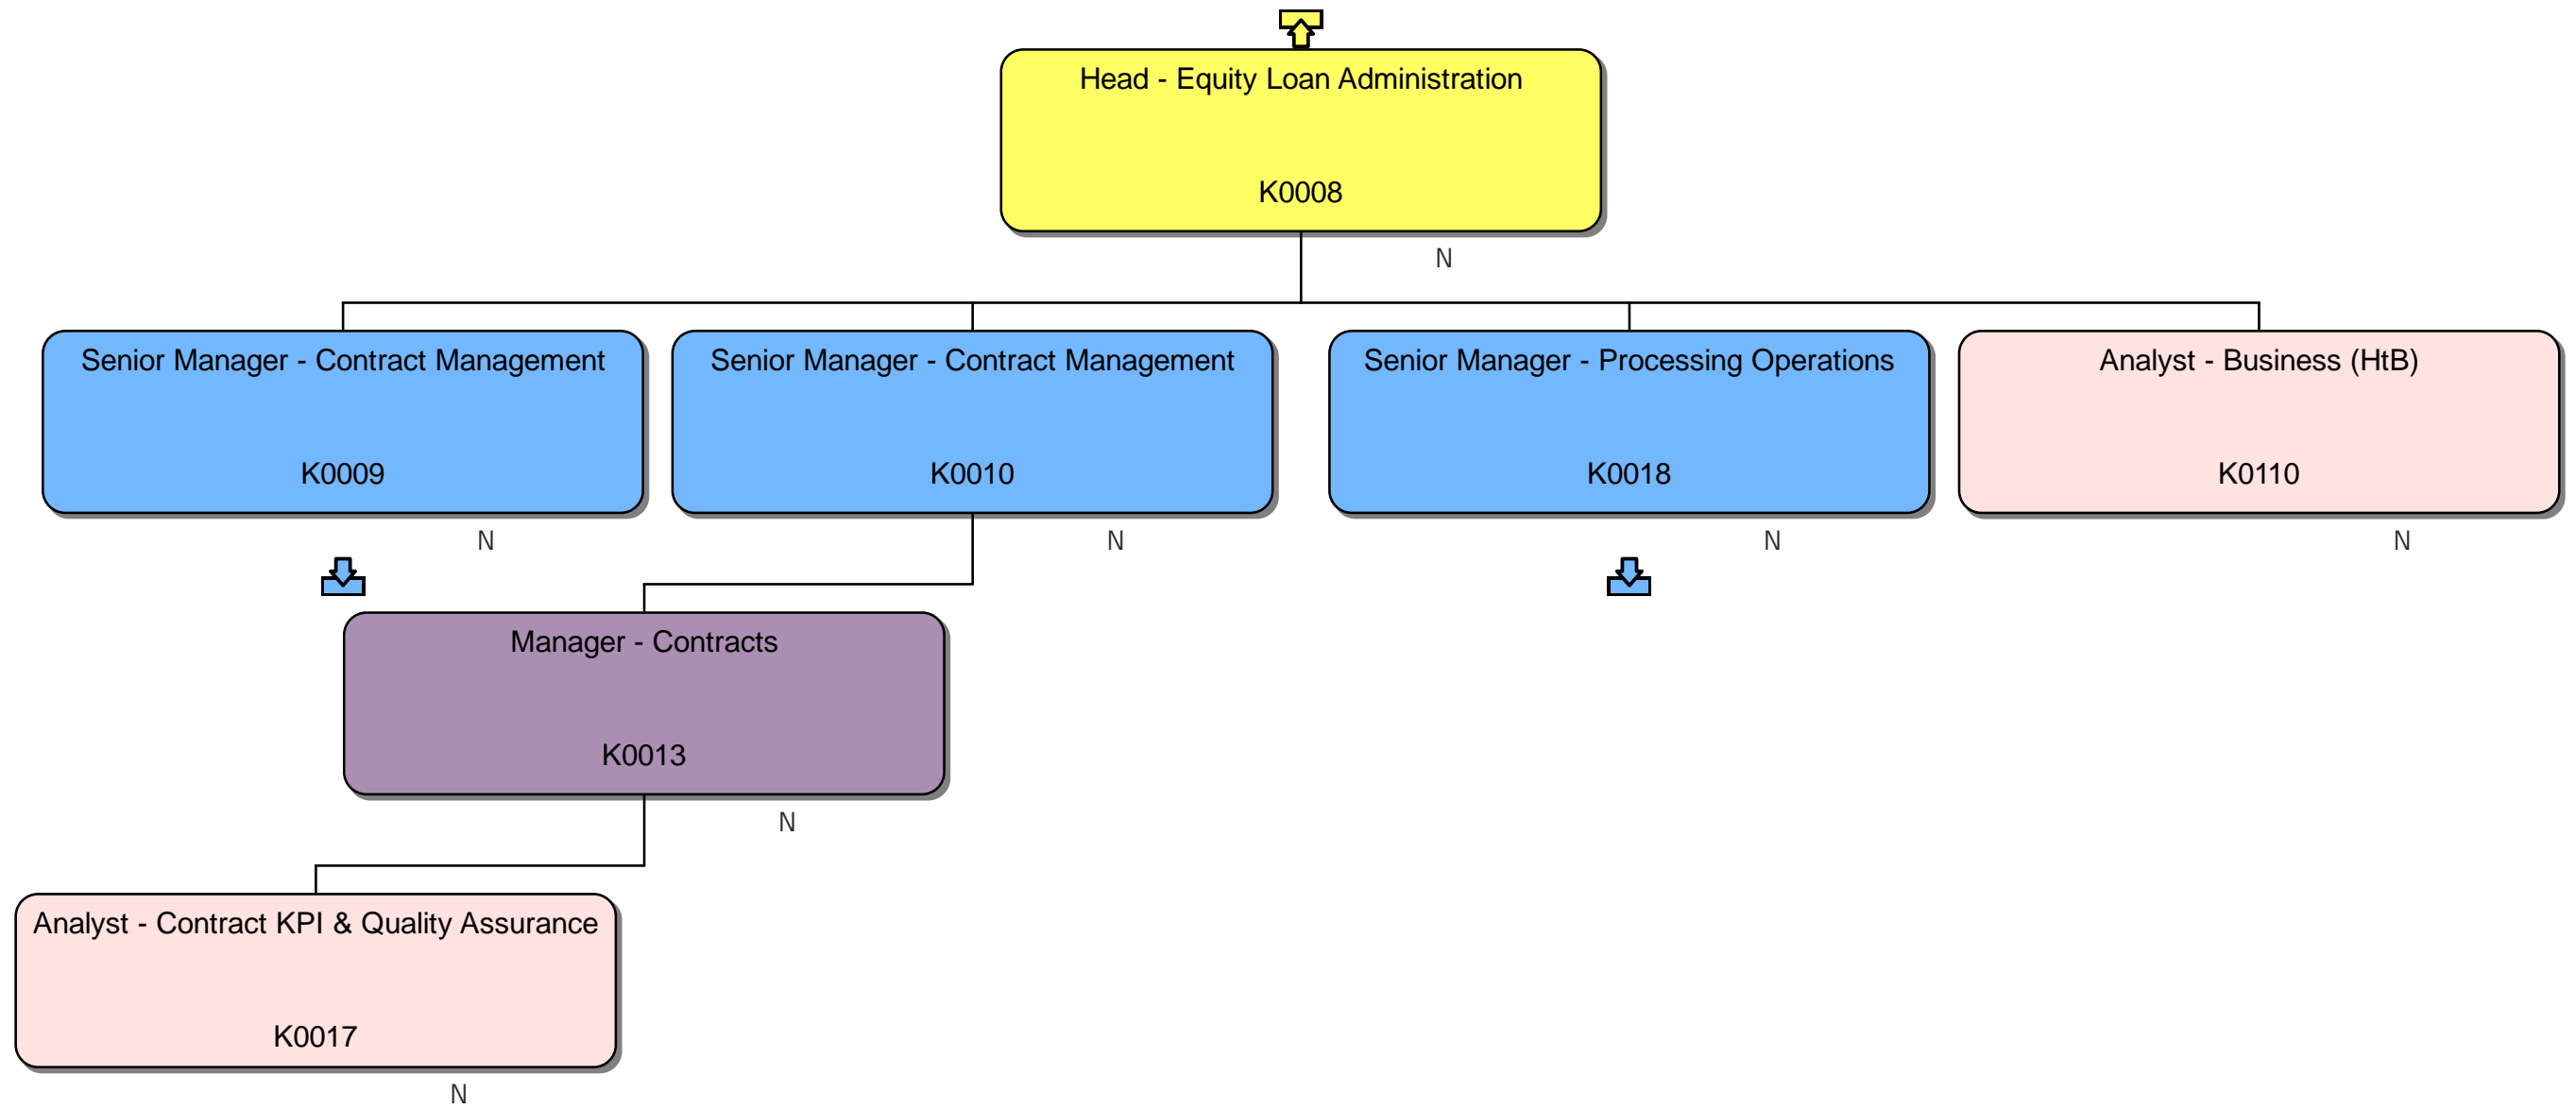 Head - Equity Loan Administration
K0008
N
Senior Manager - Contract Management
K0009
N
Senior Manager - Contract Management
K0010
N
Senior Manager - Processing Operations
K0018
N
Analyst - Business (HtB)
K0110
N
Manager - Contracts
K0013
N
Analyst - Contract KPI & Quality Assurance
K0017
N